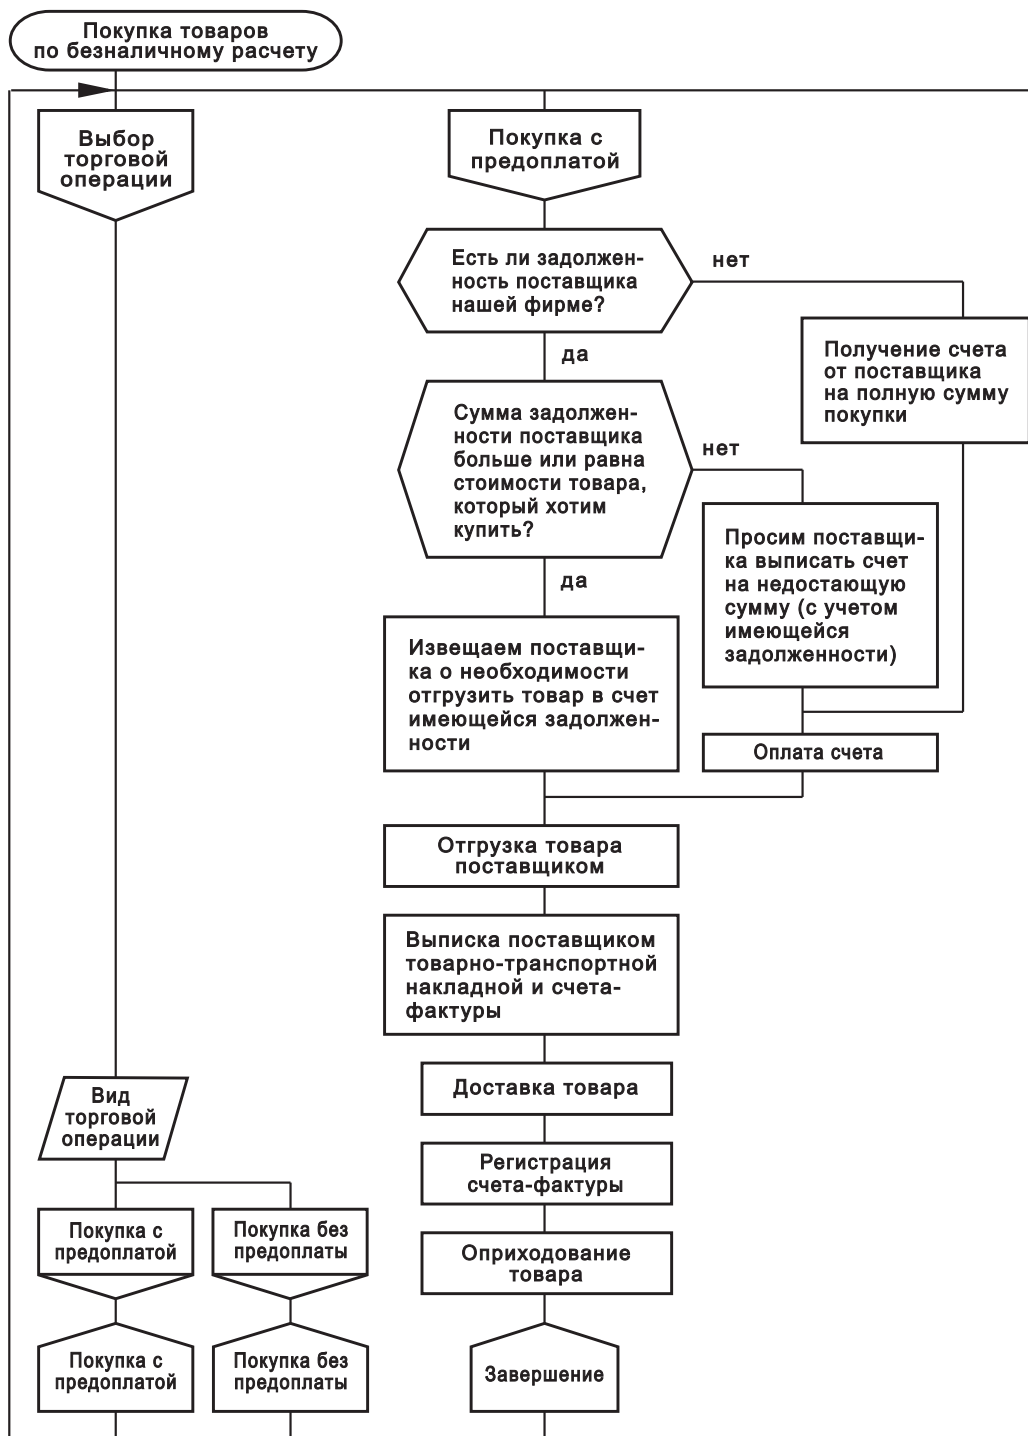 Покупка товаров
по безналичному расчету
Выбор
торговой
операции
Вид
торговой
операции
Покупка с
предоплатой
Покупка без
предоплаты
Покупка с
предоплатой
Покупка без
предоплаты
Покупка с
предоплатой
Есть ли задолжен-
ность поставщика
нашей фирме?
нет
да
Сумма задолжен-
ности поставщика
больше или равна
стоимости товара,
который хотим
купить?
нет
да
Извещаем поставщи-
ка о необходимости
отгрузить товар в счет
имеющейся задолжен-
ности
Получение счета
от поставщика
на полную сумму
покупки
Просим поставщи-
ка выписать счет
на недостающую
сумму (с учетом
имеющейся
задолженности)
Оплата счета
Отгрузка товара
поставщиком
Выписка поставщиком
товарно-транспортной
накладной и счета-
фактуры
Доставка товара
Регистрация
счета-фактуры
Оприходование
товара
Завершение